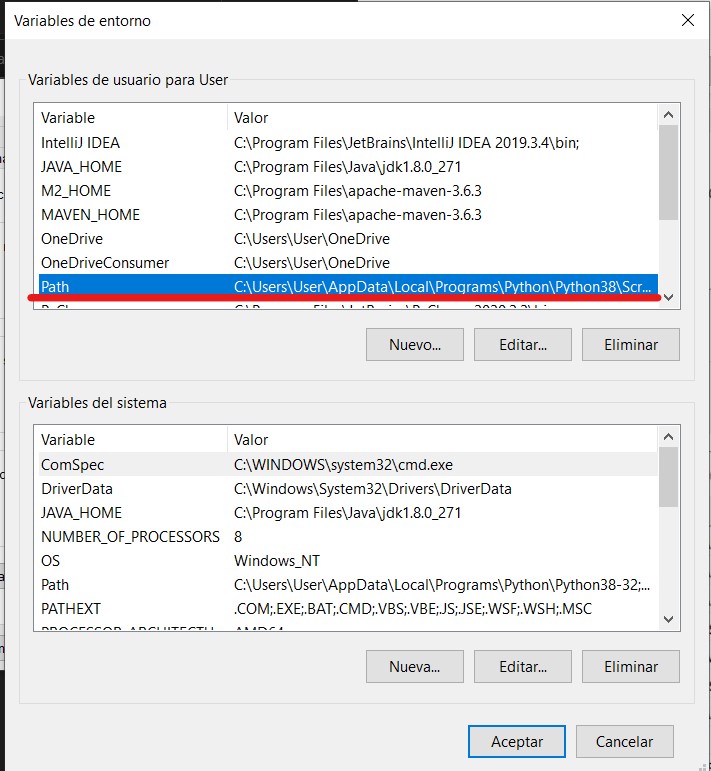 Variables de entorno
Variables de usuario para User
Variable Valor
IntelliJ IDEA C:\Program Files\JetBrains\IntelliJ IDEA 2019.3.4\bin;
JAVA_HOME C:\Program Files\Java\jdk1.8.0_271
M2_HOME C:\Program Files\apache-maven-3.6.3
MAVEN_HOME C:\Program Files\apache-maven-3.6.3
OneDrive C:\Users\User\OneDrive
OneDriveConsumer C:\Users\User\OneDrive
Path C:\Users\User\AppData\Local\Programs\Python\Python38\Scr...
Nuevo... Editar... Eliminar
Variables del sistema
Variable Valor
ComSpec C:\WINDOWS\system32\cmd.exe
DriverData C:\Windows\System32\Drivers\DriverData
JAVA_HOME C:\Program Files\Java\jdk1.8.0_271
NUMBER_OF_PROCESSORS 8
OS Windows_NT
Path C:\Users\User\AppData\Local\Programs\Python\Python38-32;...
PATHEXT .COM;.EXE;.BAT;.CMD;.VBS;.VBE;.JS;.JSE;.WSF;.WSH;.MSC
Nueva... Editar... Eliminar
Aceptar Cancelar